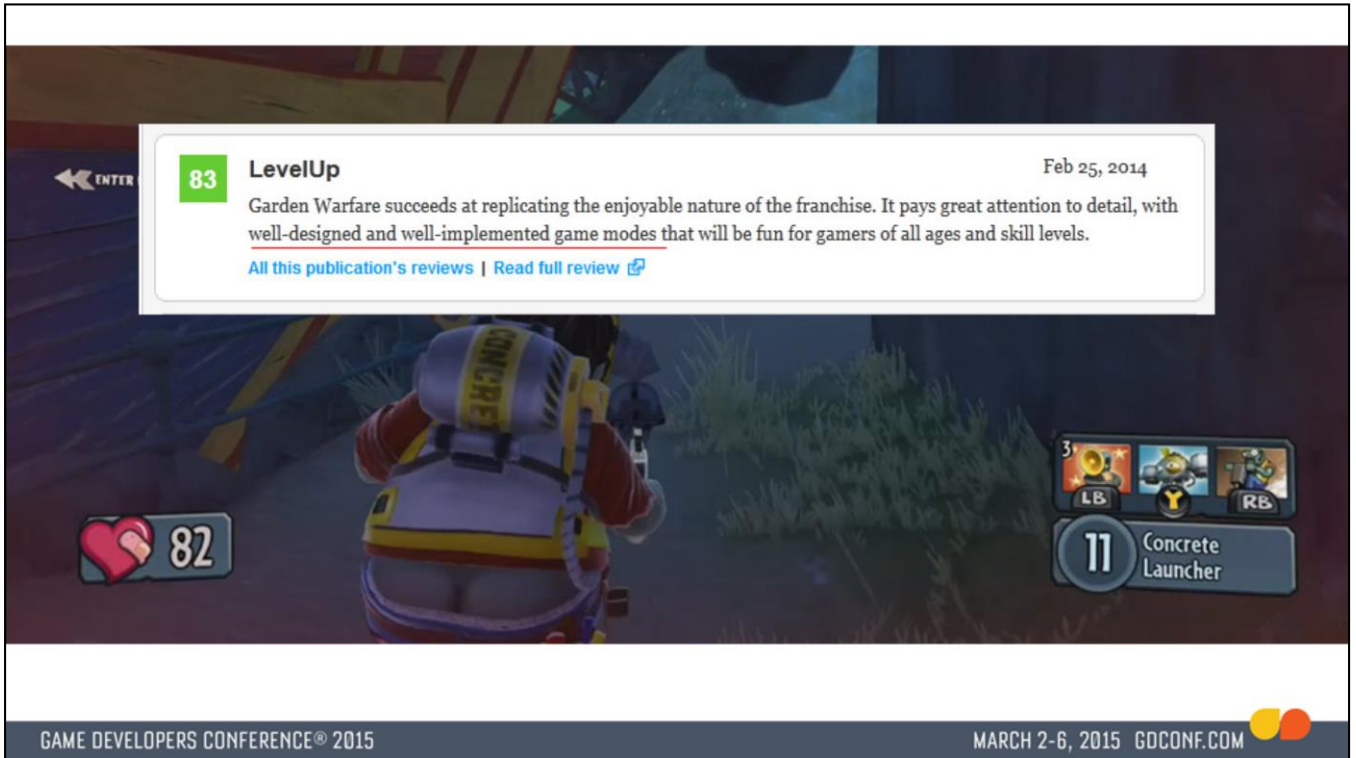 ENTER
83
LevelUp
Feb 25, 2014
Garden Warfare succeeds at replicating the enjoyable nature of the franchise. It pays great attention to detail, with
well-designed and well-implemented game modes that will be fun for gamers of all ages and skill levels.
All this publication's reviews | Read full review
CONCRE
3
LB
Y
RB
82
11
Concrete
Launcher
GAME DEVELOPERS CONFERENCE® 2015
MARCH 2-6, 2015 GDCONF.COM